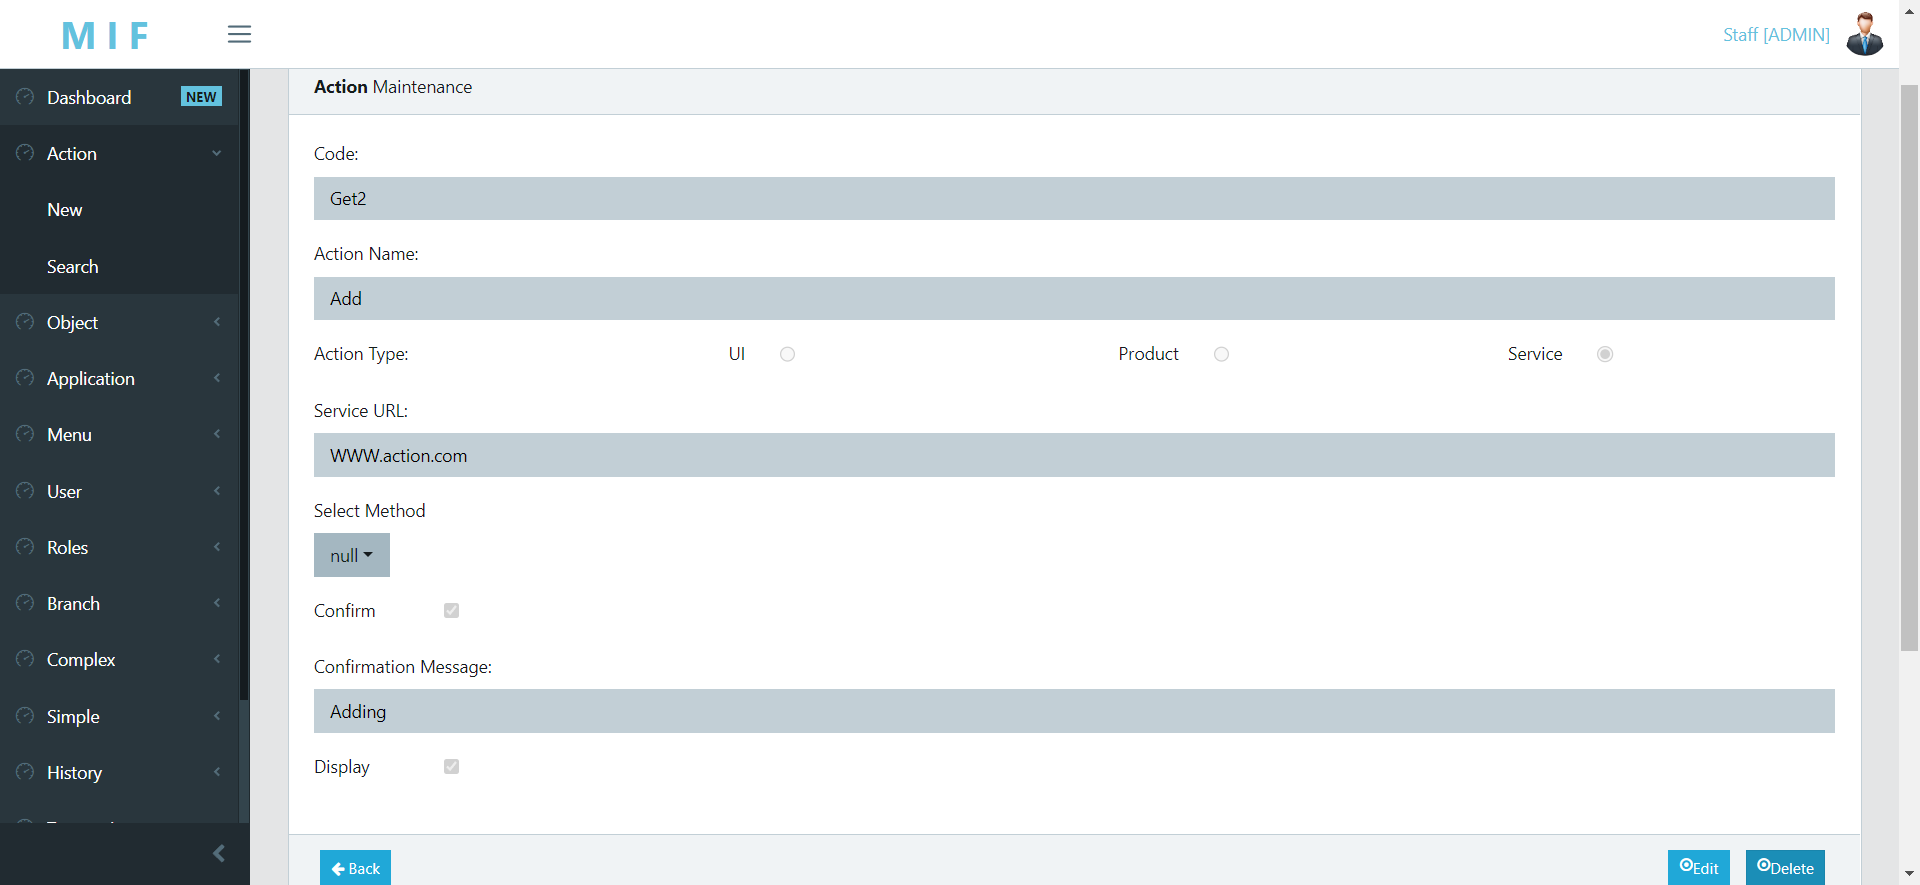 MIF
Staff [ADMIN]
Dashboard NEW
Action
New
Search
Object
Application
Menu
User
Roles
Branch
Complex
Simple
History
Action Maintenance
Code:
Get2
Action Name:
Add
Action Type: UI Product Service
Service URL:
WWW.action.com
Select Method
null
Confirm
Confirmation Message:
Adding
Display
Back Edit Delete